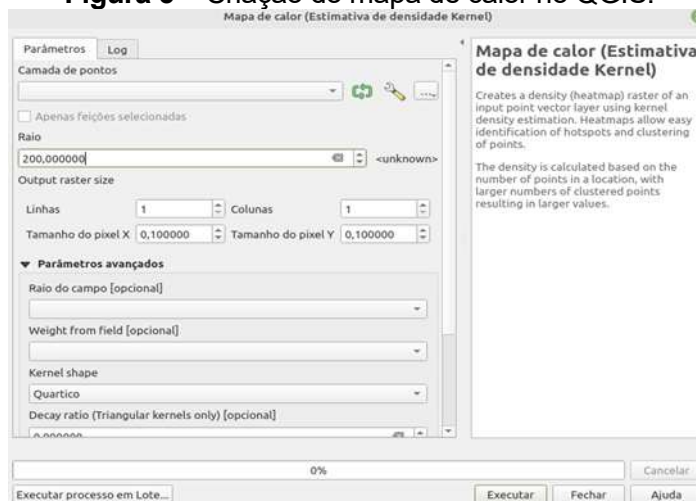 Figura 5 – Criação do mapa de calor no QGIS.
Mapa de calor (Estimativa de densidade Kernel)
Parâmetros
Log
Camada de pontos
...
Apenas feições selecionadas
Raio
200,000000
<unknown>
Output raster size
Linhas
1
Colunas
1
Tamanho do pixel X
0,100000
Tamanho do pixel Y
0,100000
Parâmetros avançados
Raio do campo [opcional]
Weight from field [opcional]
Kernel shape
Quartico
Decay ratio (Triangular kernels only) [opcional]
0,000000
Mapa de calor (Estimativa
de densidade Kernel)
Creates a density (heatmap) raster of an
input point vector layer using kernel
density estimation. Heatmaps allow easy
identification of hotspots and clustering
of points.
The density is calculated based on the
number of points in a location, with
larger numbers of clustered points
resulting in larger values.
0%
Cancelar
Executar processo em Lote...
Executar
Fechar
Ajuda